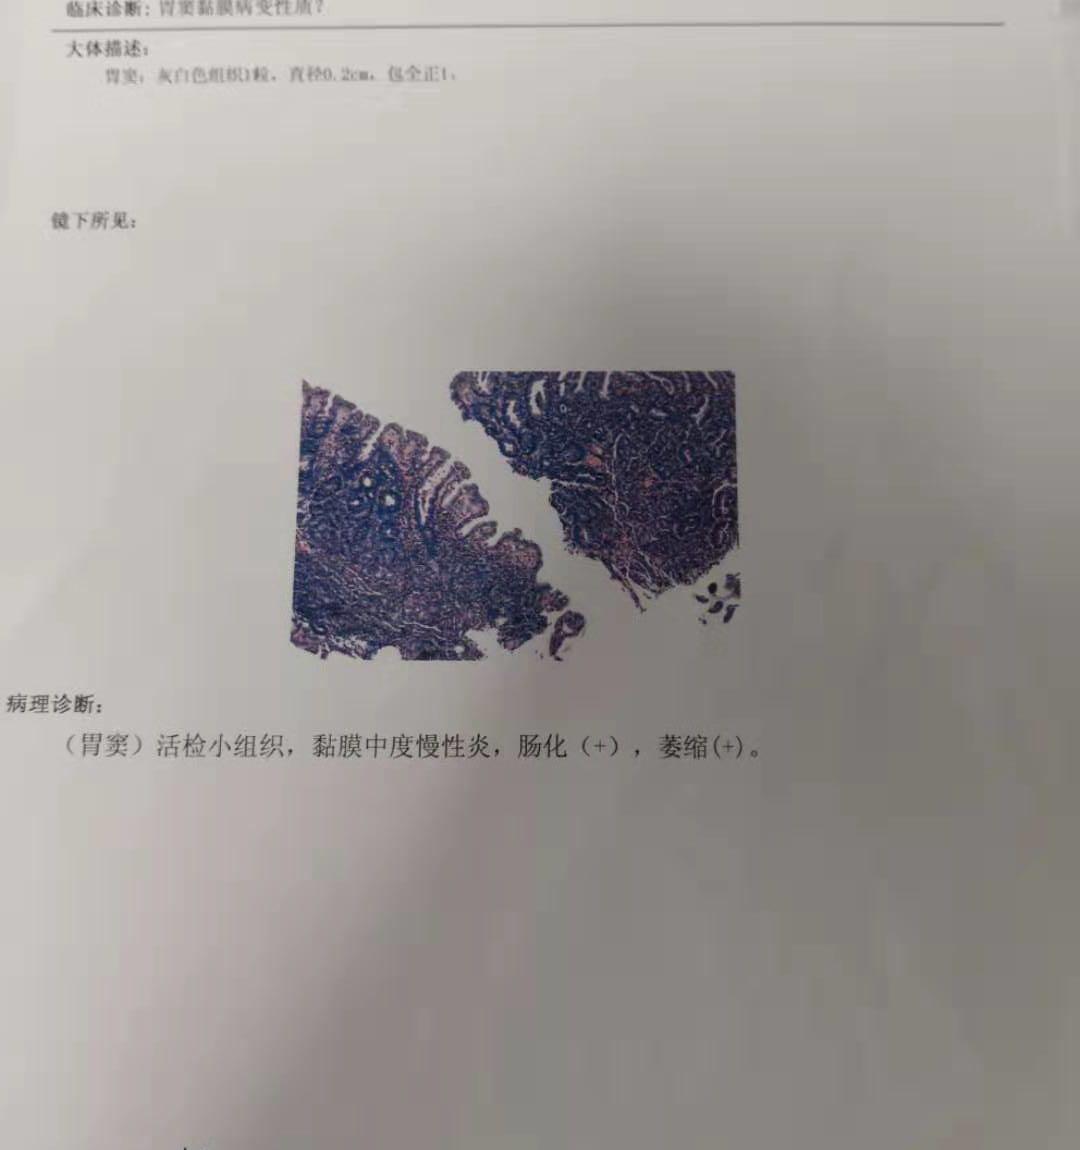 临床诊断：胃窦黏膜病变性质？
大体描述：
胃窦：灰白色组织1粒，直径0.2cm，包全正1。
镜下所见：
病理诊断：
（胃窦）活检小组织，黏膜中度慢性炎，肠化（+），萎缩(+)。